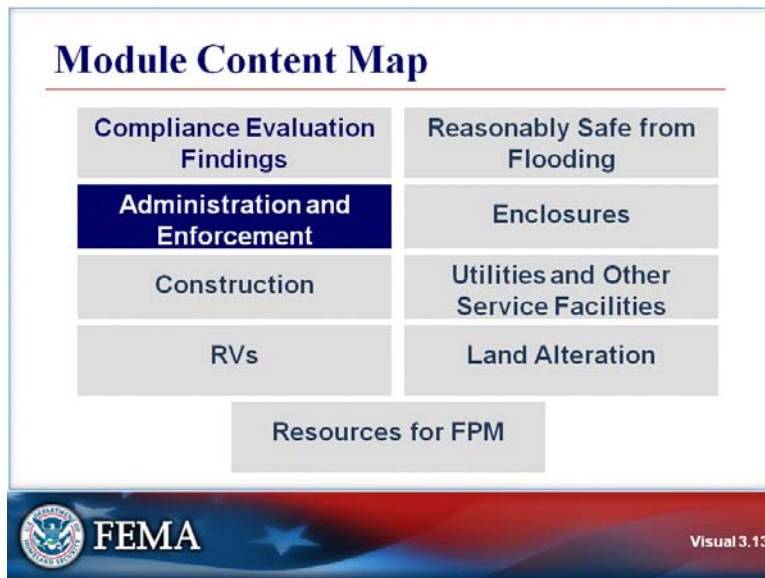 Module Content Map
Compliance Evaluation
Findings
Reasonably Safe from
Flooding
Administration and
Enforcement
Enclosures
Construction
Utilities and Other
Service Facilities
RVs
Land Alteration
Resources for FPM
FEMA
Visual 3.13